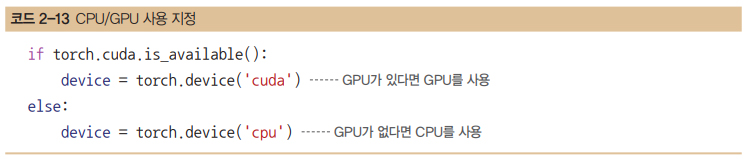 코드 2-13 CPU/GPU 사용 지정
if torch.cuda.is_available():
device = torch.device('cuda') ------ GPU가 있다면 GPU를 사용
else:
device = torch.device('cpu') ------ GPU가 없다면 CPU를 사용